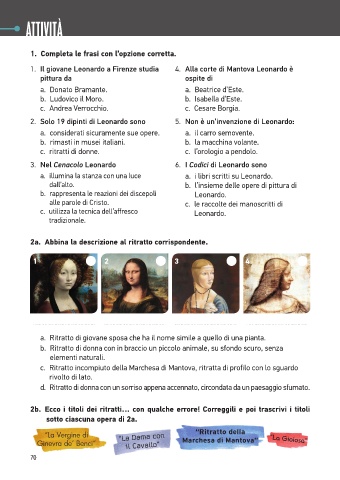 ATTIVITÀ
1. Completa le frasi con l'opzione corretta.
1. Il giovane Leonardo a Firenze studia
pittura da
a. Donato Bramante.
b. Ludovico il Moro.
c. Andrea Verrocchio.
2. Solo 19 dipinti di Leonardo sono
a. considerati sicuramente sue opere.
b. rimasti in musei italiani.
c. ritratti di donne.
3. Nel Cenacolo Leonardo
a. illumina la stanza con una luce
dall'alto.
b. rappresenta le reazioni dei discepoli
alle parole di Cristo.
c. utilizza la tecnica dell'affresco
tradizionale.
4. Alla corte di Mantova Leonardo è
ospite di
a. Beatrice d'Este.
b. Isabella d'Este.
c. Cesare Borgia.
5. Non è un'invenzione di Leonardo:
a. il carro semovente.
b. la macchina volante.
c. l'orologio a pendolo.
6. I Codici di Leonardo sono
a. i libri scritti su Leonardo.
b. l'insieme delle opere di pittura di
Leonardo.
c. le raccolte dei manoscritti di
Leonardo.
2a. Abbina la descrizione al ritratto corrispondente.
1 2 3 4
a. Ritratto di giovane sposa che ha il nome simile a quello di una pianta.
b. Ritratto di donna con in braccio un piccolo animale, su sfondo scuro, senza
elementi naturali.
c. Ritratto incompiuto della Marchesa di Mantova, ritratta di profilo con lo sguardo
rivolto di lato.
d. Ritratto di donna con un sorriso appena accennato, circondata da un paesaggio sfumato.
2b. Ecco i titoli dei ritratti... con qualche errore! Correggili e poi trascrivi i titoli
sotto ciascuna opera di 2a.
"La Vergine di
Ginevra de' Benci"
"La Dama con
il Cavallo"
"Ritratto della
Marchesa di Mantova"
"La Gioiosa"
70